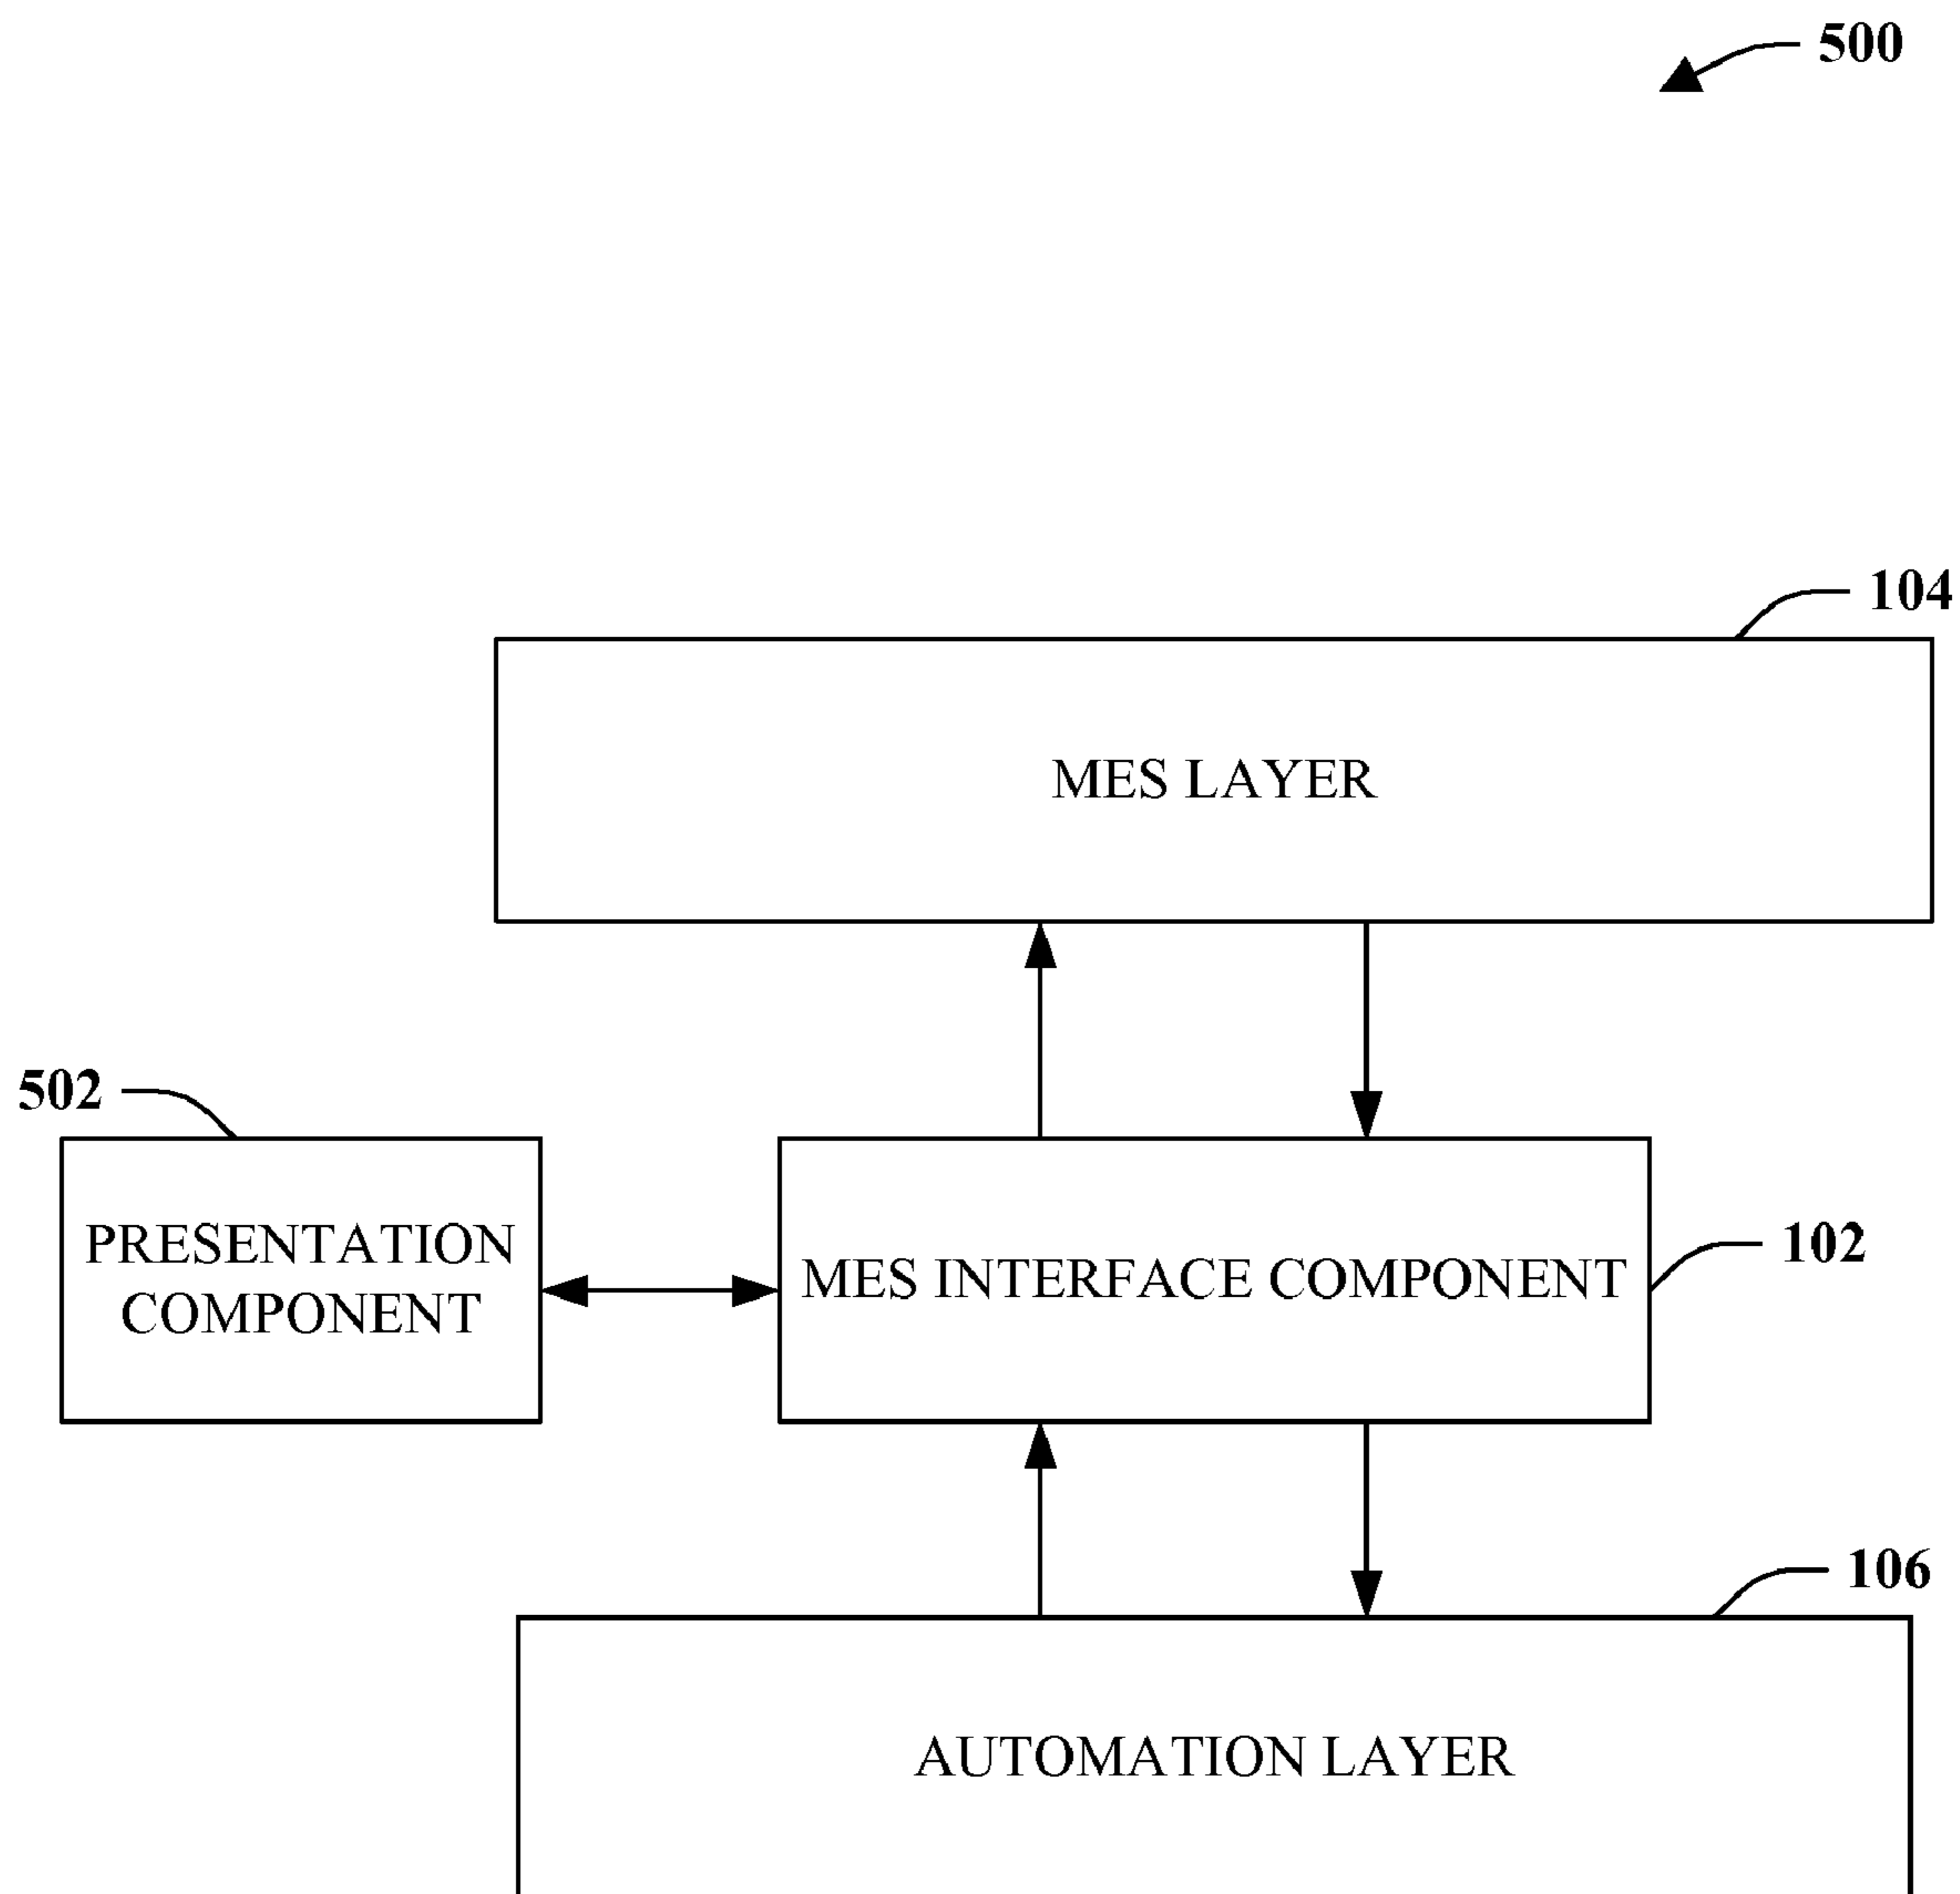 500
104
MES LAYER
502
PRESENTATION
COMPONENT
MES INTERFACE COMPONENT
102
106
AUTOMATION LAYER